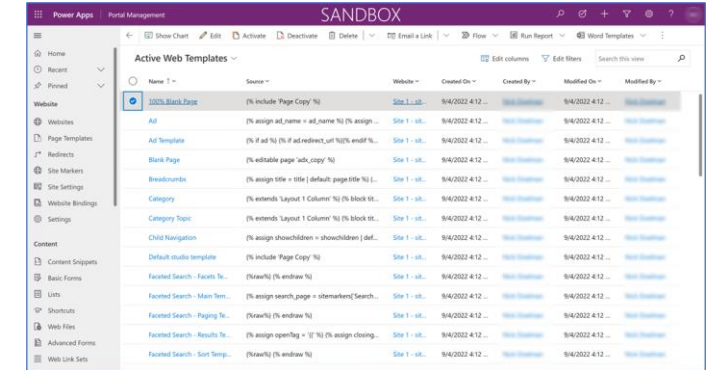 Power Apps Portal Management SANDBOX
Show Chart Edit Activate Deactivate Delete Email a Link Flow Run Report Word Templates
Home
Recent
Pinned
Website
Websites
Page Templates
Redirects
Site Markers
Site Settings
Website Bindings
Settings
Content
Content Snippets
Basic Forms
Lists
Shortcuts
Web Files
Advanced Forms
Web Link Sets
Active Web Templates Edit columns Edit filters Search this view
Name Source Website Created On Created By Modified On Modified By
100% Blank Page {% include 'Page Copy' %} Site 1 - sit... 9/4/2022 4:12 ... 9/4/2022 4:12 ...
Ad {% assign ad_name = ad_name %} {% assign ... Site 1 - sit... 9/4/2022 4:12 ... 9/4/2022 4:12 ...
Ad Template {% if ad %} {% if ad.redirect_url %}{% endif %... Site 1 - sit... 9/4/2022 4:12 ... 9/4/2022 4:12 ...
Blank Page {% editable page 'adx_copy' %} Site 1 - sit... 9/4/2022 4:12 ... 9/4/2022 4:12 ...
Breadcrumbs {% assign title = title | default: page.title %} {... Site 1 - sit... 9/4/2022 4:12 ... 9/4/2022 4:12 ...
Category {% extends 'Layout 1 Column' %} {% block tit... Site 1 - sit... 9/4/2022 4:12 ... 9/4/2022 4:12 ...
Category Topic {% extends 'Layout 1 Column' %} {% block tit... Site 1 - sit... 9/4/2022 4:12 ... 9/4/2022 4:12 ...
Child Navigation {% assign showchildren = showchildren | def... Site 1 - sit... 9/4/2022 4:12 ... 9/4/2022 4:12 ...
Default studio template {% include 'Page Copy' %} Site 1 - sit... 9/4/2022 4:12 ... 9/4/2022 4:12 ...
Faceted Search - Facets Te... {%raw%} {% endraw %} Site 1 - sit... 9/4/2022 4:12 ... 9/4/2022 4:12 ...
Faceted Search - Main Tem... {% assign search_page = sitemarkers['Search... Site 1 - sit... 9/4/2022 4:12 ... 9/4/2022 4:12 ...
Faceted Search - Paging Te... {%raw%} {% endraw %} Site 1 - sit... 9/4/2022 4:12 ... 9/4/2022 4:12 ...
Faceted Search - Results Te... {% assign openTag = '{{' %} {% assign closing... Site 1 - sit... 9/4/2022 4:12 ... 9/4/2022 4:12 ...
Faceted Search - Sort Temp... {%raw%} {% endraw %} Site 1 - sit... 9/4/2022 4:12 ... 9/4/2022 4:12 ...